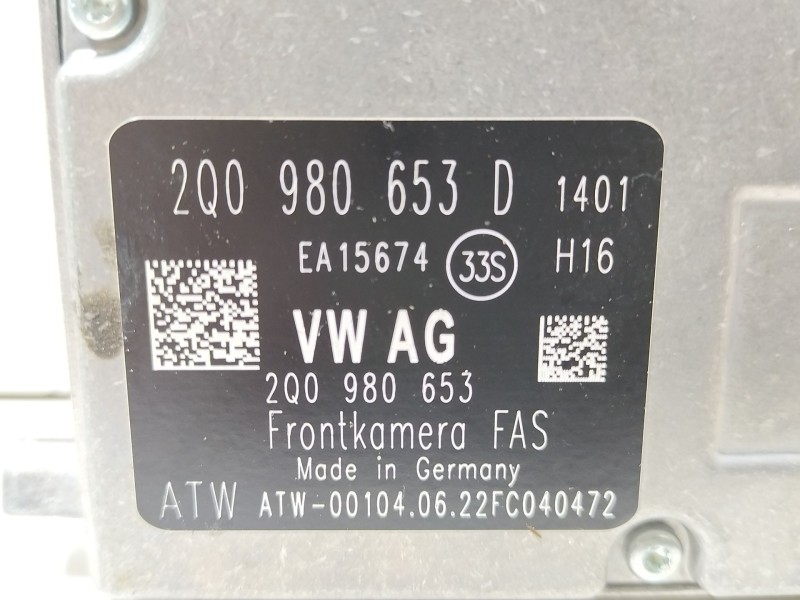 2Q0 980 653 D 1401
EA15674 33S H16
VW AG
2Q0 980 653
Frontkamera FAS
Made in Germany
ATW ATW-00104.06.22FC040472